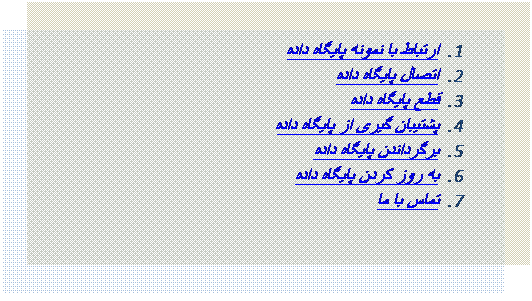 1. ارتباط با نمونه پایگاه داده
2. اتصال پایگاه داده
3. قطع پایگاه داده
4. پشتیبان گیری از پایگاه داده
5. برگرداندن پایگاه داده
6. به روز کردن پایگاه داده
7. تماس با ما